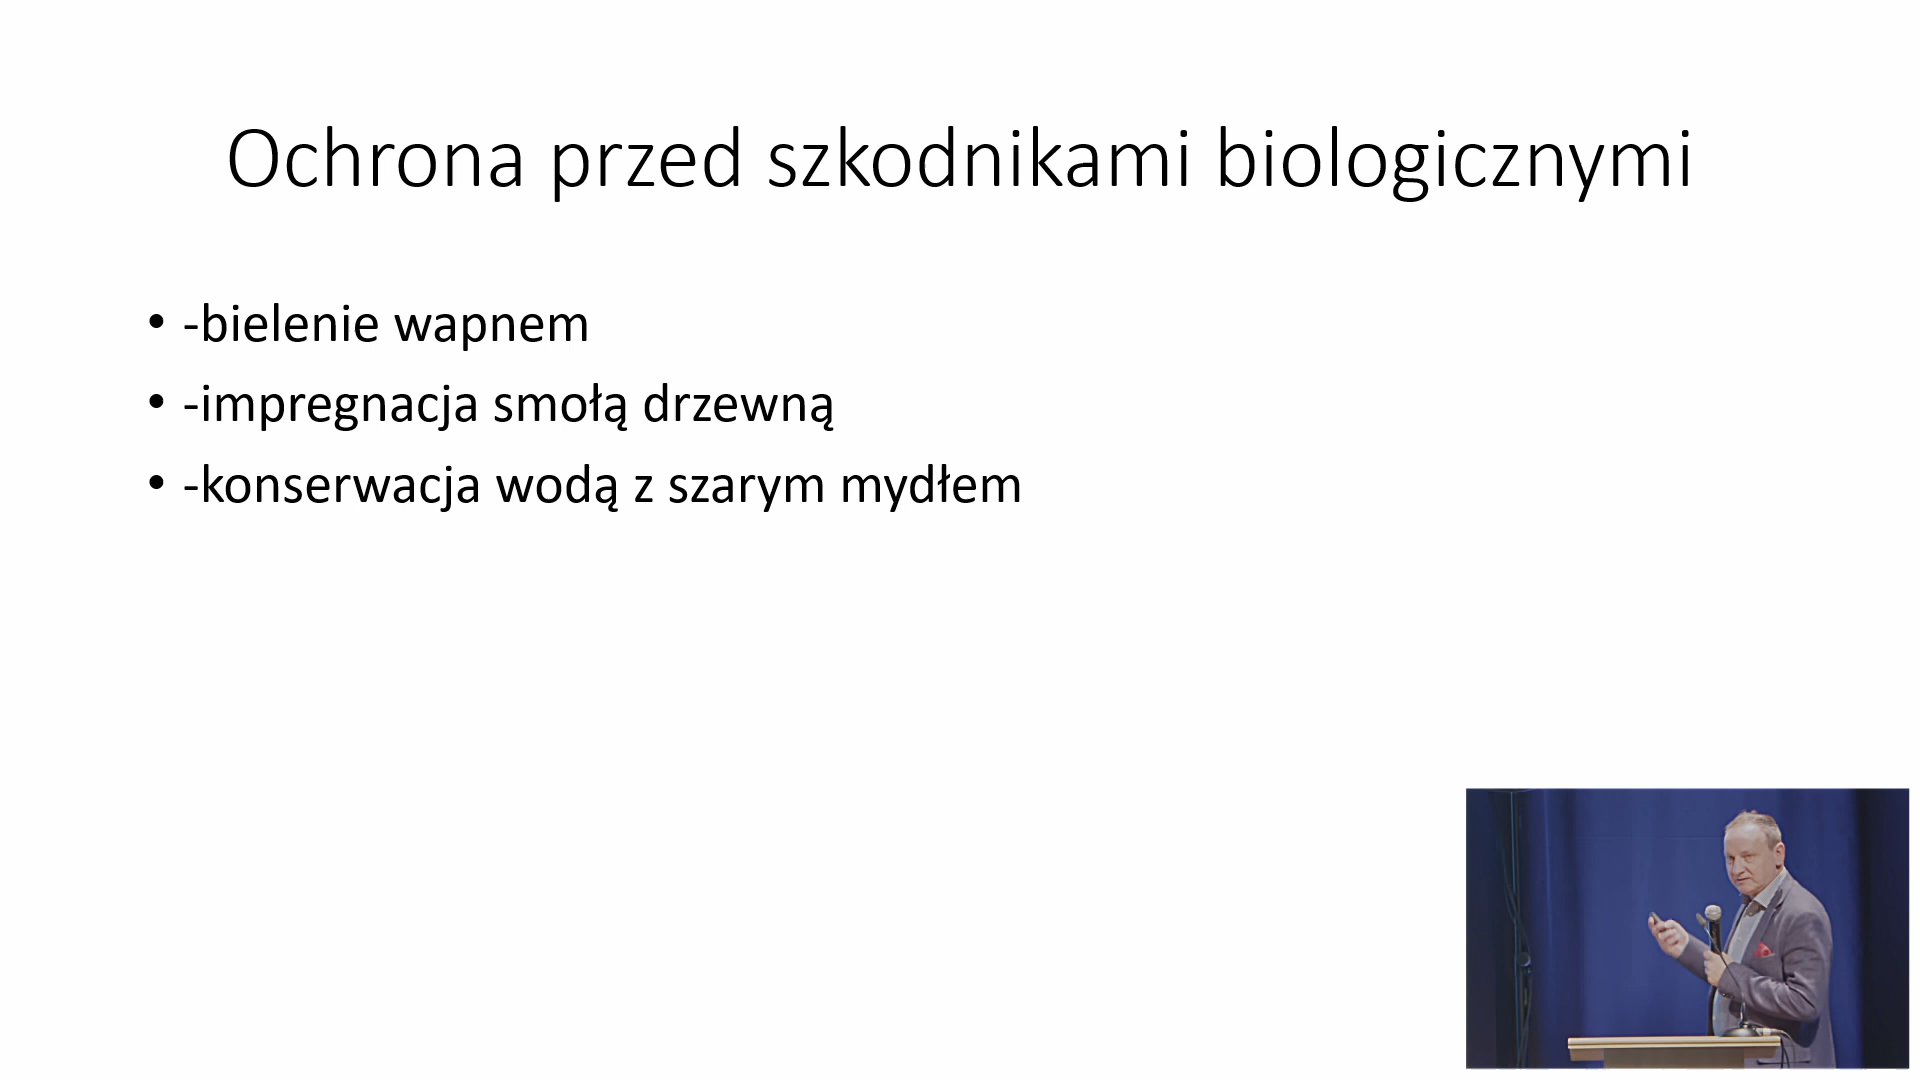 Ochrona przed szkodnikami biologicznymi
• -bielenie wapnem
• -impregnacja smołą drzewną
• -konserwacja wodą z szarym mydłem